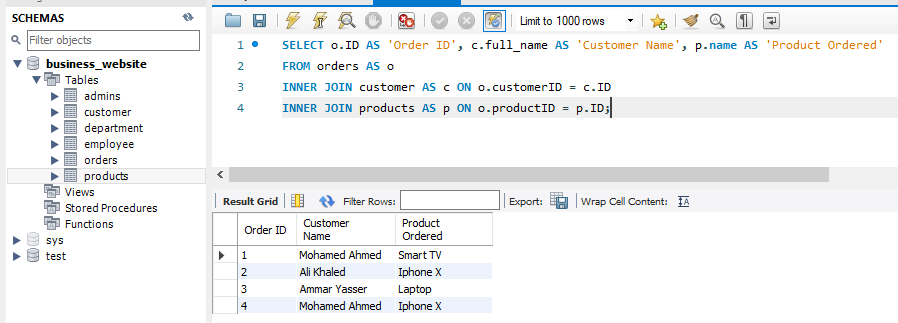 SCHEMAS
Filter objects
business_website
Tables
admins
customer
department
employee
orders
products
Views
Stored Procedures
Functions
sys
test
Limit to 1000 rows
1 SELECT o.ID AS 'Order ID', c.full_name AS 'Customer Name', p.name AS 'Product Ordered'
2 FROM orders AS o
3 INNER JOIN customer AS c ON o.customerID = c.ID
4 INNER JOIN products AS p ON o.productID = p.ID;
Result Grid Filter Rows: Export: Wrap Cell Content:
Order ID Customer Name Product Ordered
1 Mohamed Ahmed Smart TV
2 Ali Khaled Iphone X
3 Ammar Yasser Laptop
4 Mohamed Ahmed Iphone X